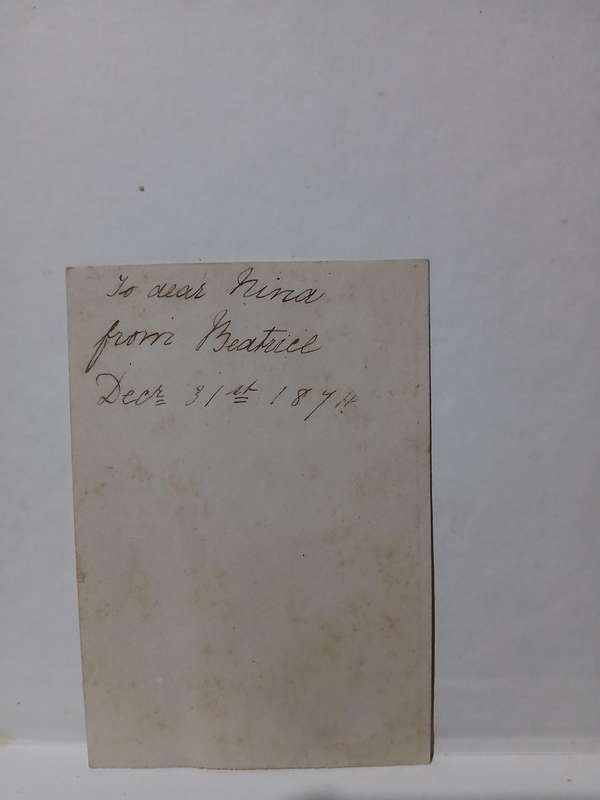 To dear Nina
from Beatrice
Decr 31st 1874